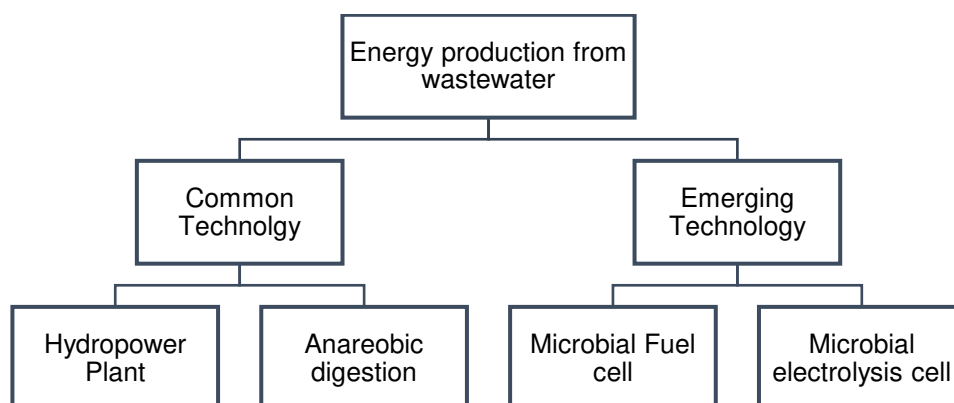 Energy production from
wastewater
Common
Technolgy
Emerging
Technology
Hydropower
Plant
Anareobic
digestion
Microbial Fuel
cell
Microbial
electrolysis cell